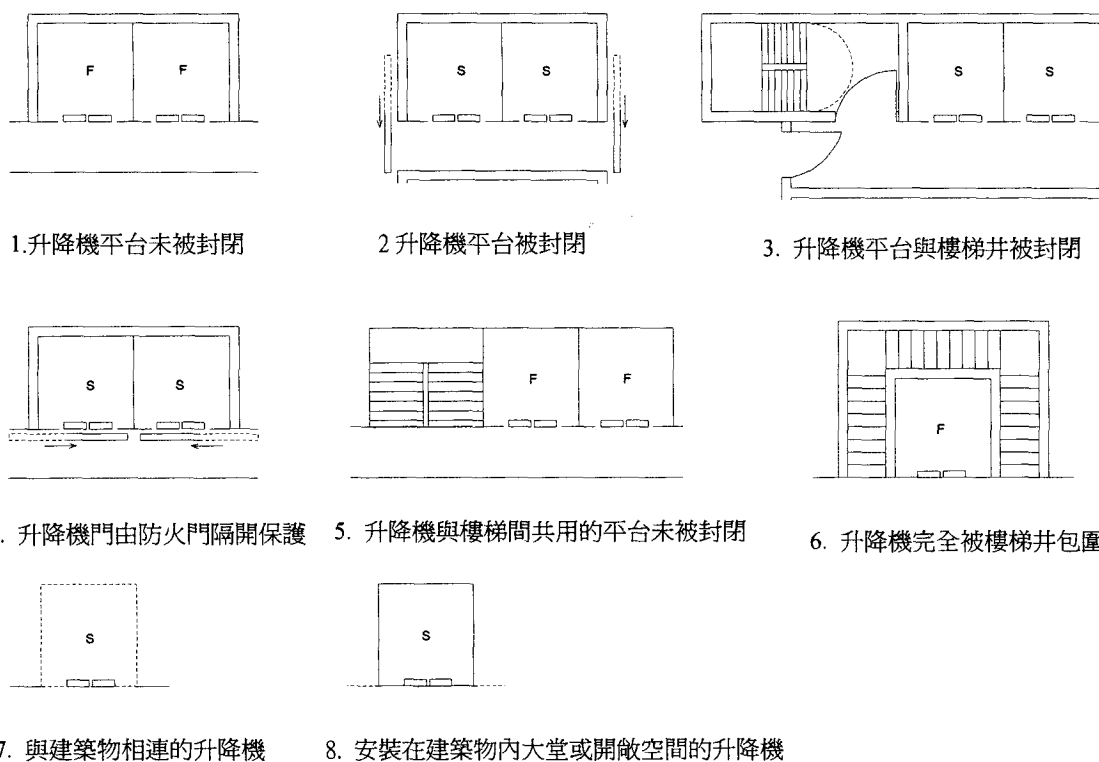 F F
S S
S S
1.升降機平台未被封閉
2 升降機平台被封閉
3. 升降機平台與樓梯井被封閉
S S
F F
F
. 升降機門由防火門隔開保護
5. 升降機與樓梯間共用的平台未被封閉
6. 升降機完全被樓梯井包圍
S
S
7. 與建築物相連的升降機
8. 安裝在建築物內大堂或開敞空間的升降機